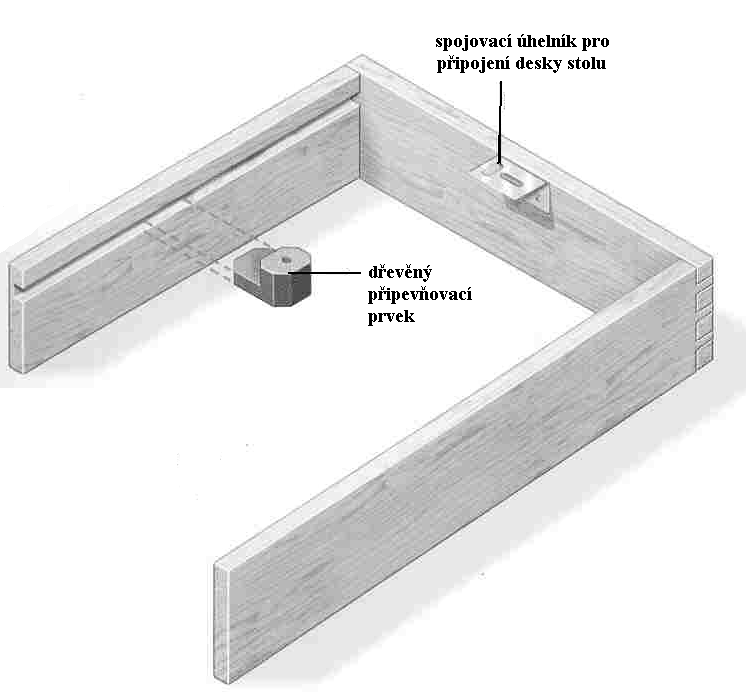 spojovací úhelník pro
připojení desky stolu
dřevěný
připevňovací
prvek